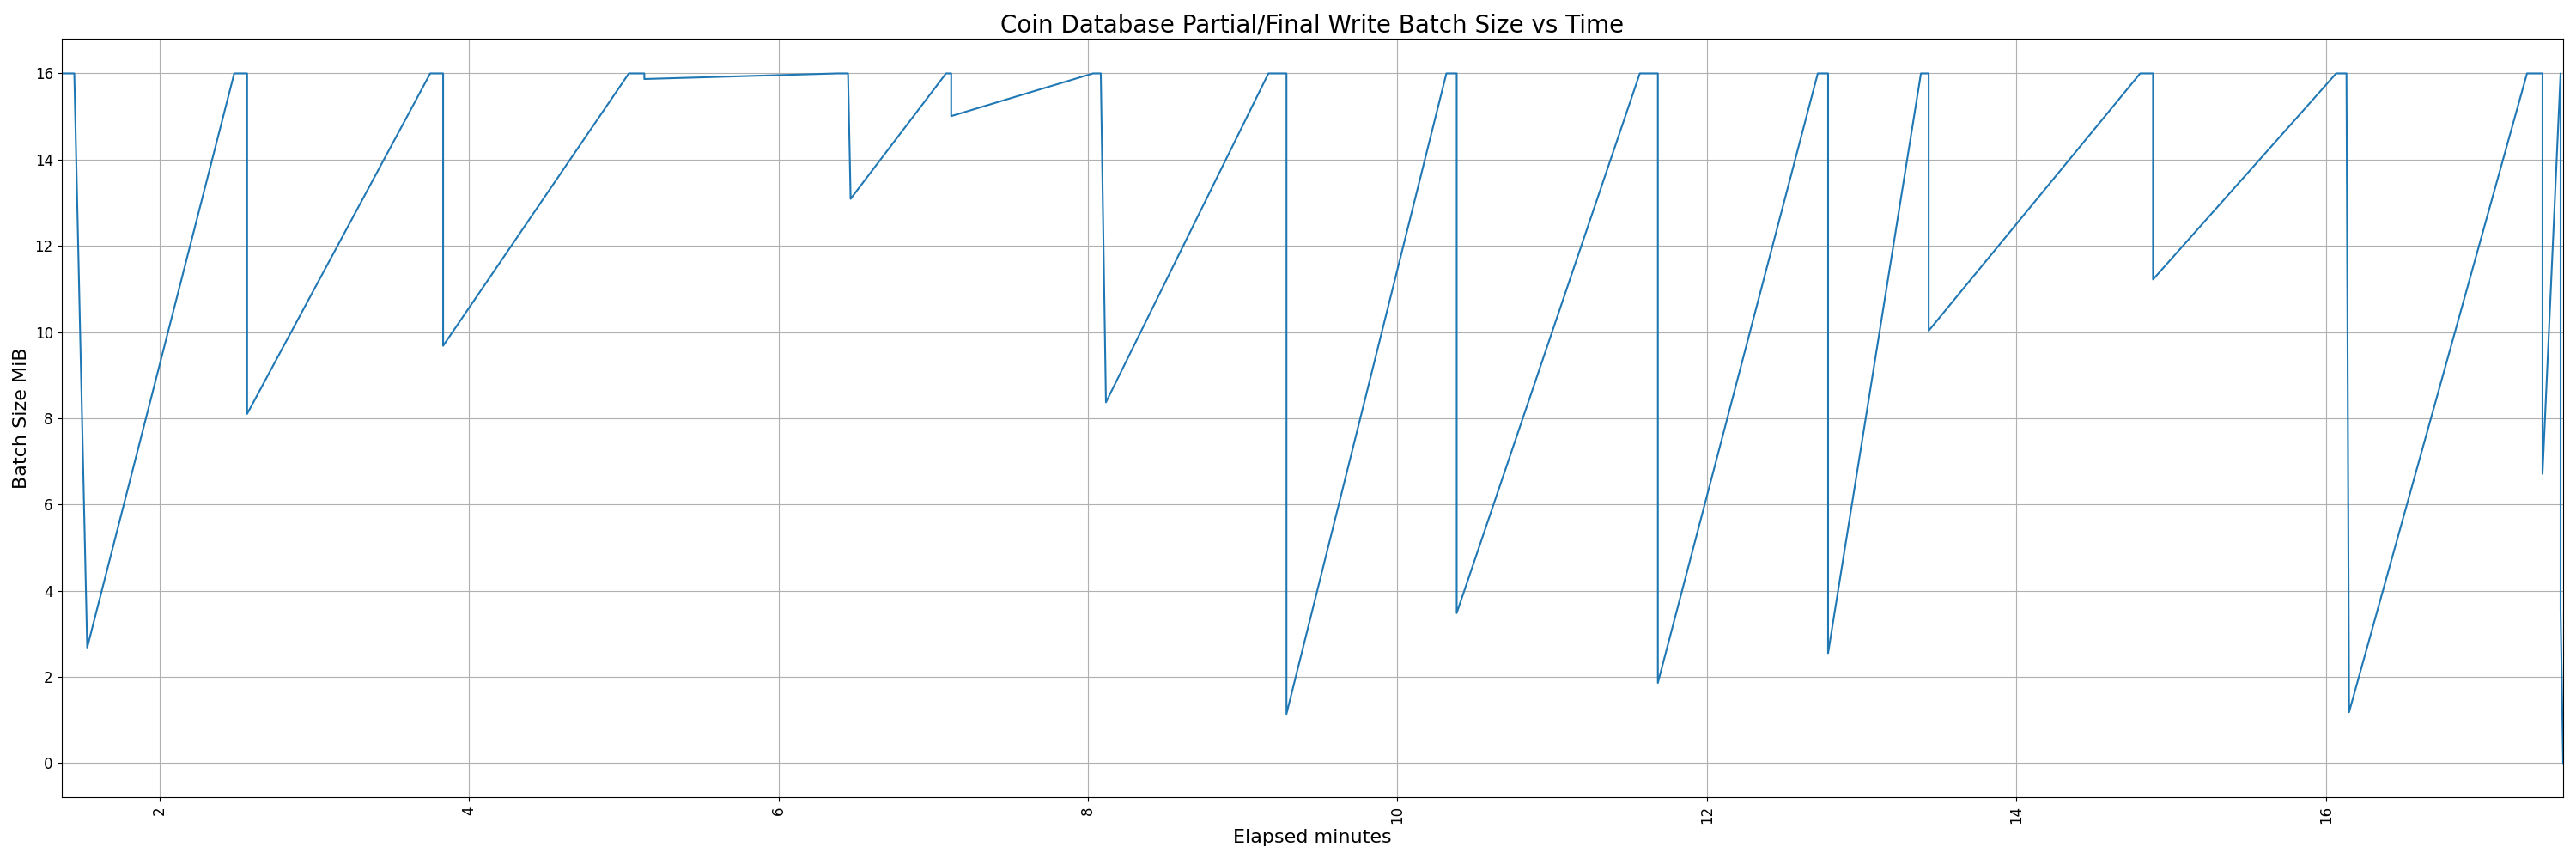 Coin Database Partial/Final Write Batch Size vs Time
Batch Size MiB
16
14
12
10
8
6
4
2
0
2 4 6 8 10 12 14 16
Elapsed minutes